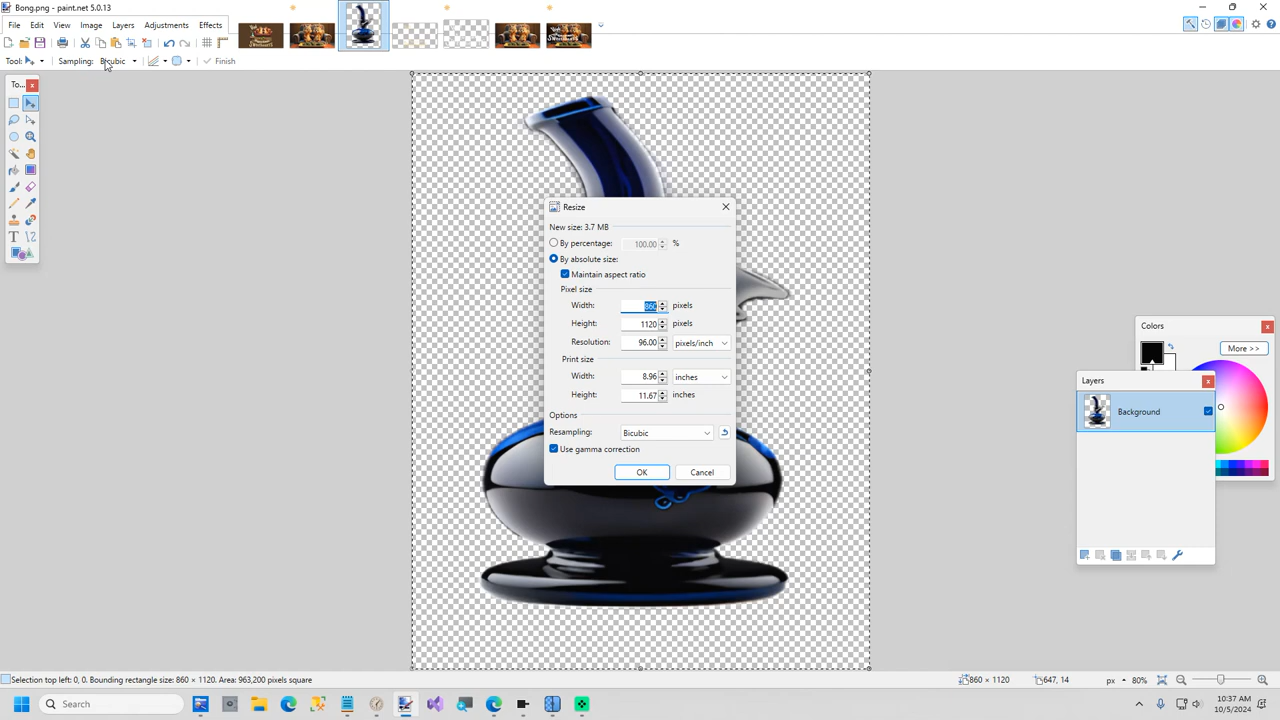 Bong.png - paint.net 5.0.13
File Edit View Image Layers Adjustments Effects
Tool: Sampling: Bicubic Finish
To...
Resize
New size: 3.7 MB
By percentage: 100.00 %
By absolute size:
Maintain aspect ratio
Pixel size
Width: 860 pixels
Height: 1120 pixels
Resolution: 96.00 pixels/inch
Print size
Width: 8.96 inches
Height: 11.67 inches
Options
Resampling: Bicubic
Use gamma correction
OK Cancel
Colors
More >>
Layers
Background
Selection top left: 0, 0. Bounding rectangle size: 860 × 1120. Area: 963,200 pixels square
860 × 1120 647, 14 px 80%
Search
10:37 AM
10/5/2024